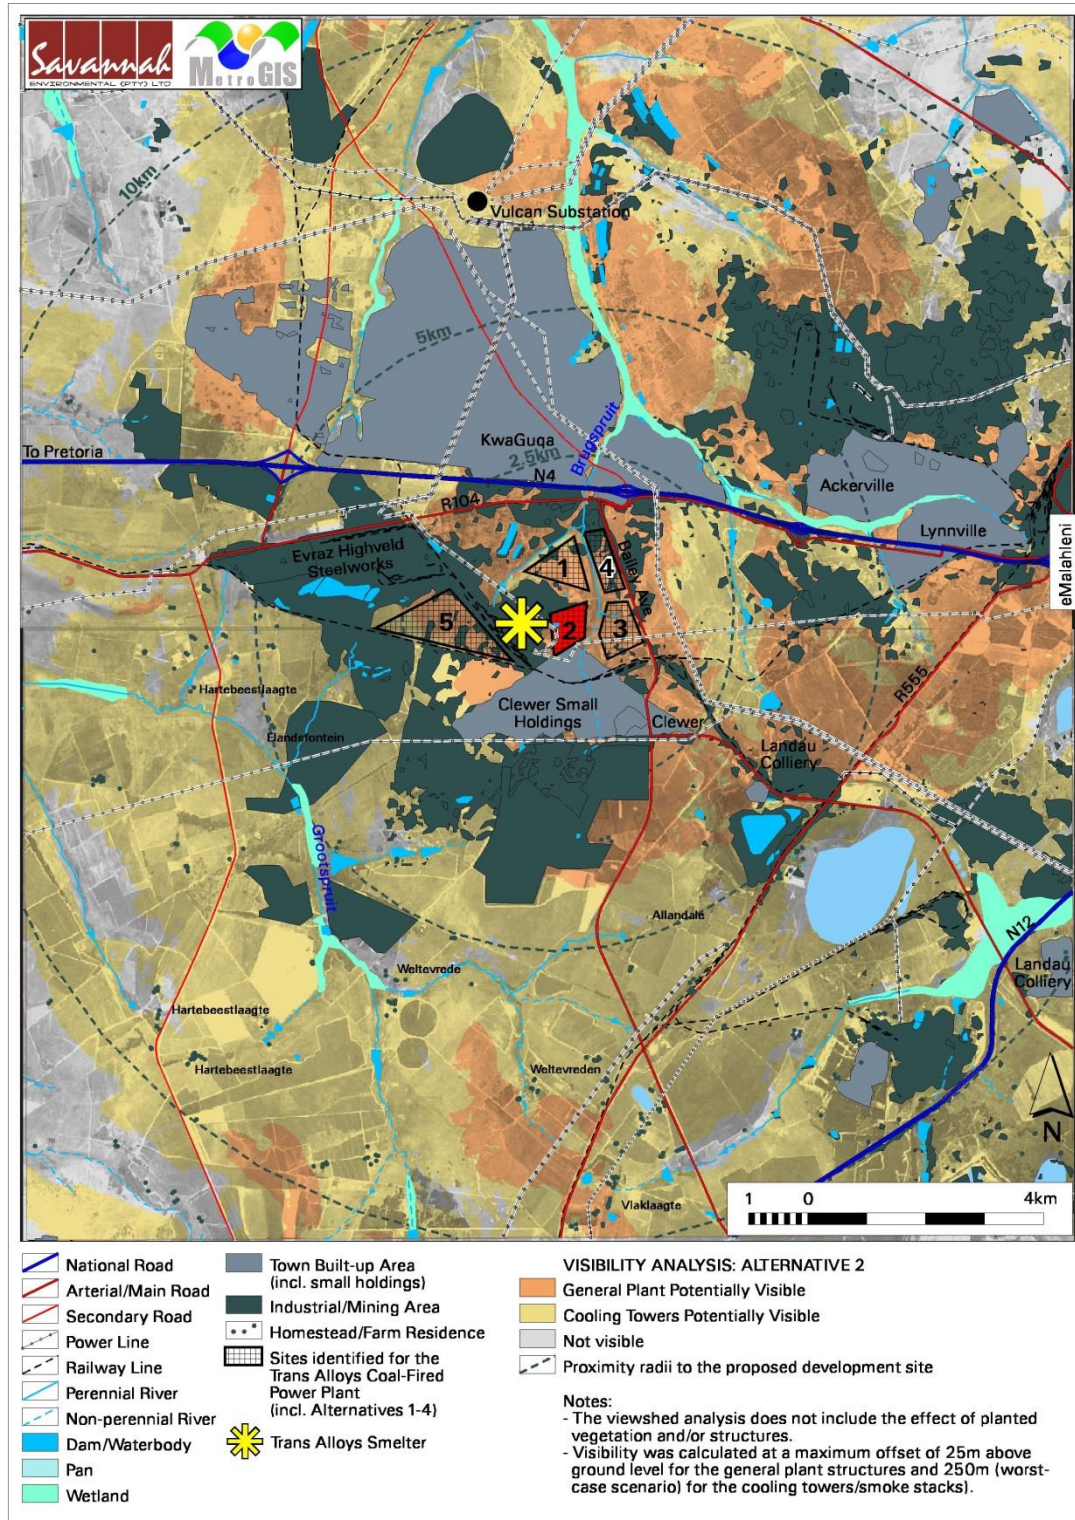 Savannah
ENVIRONMENTAL (PTY) LTD
MetroGIS
10km
Vulcan Substation
5km
KwaGuqa
Brugspruit
2.5km
To Pretoria
N4
Ackerville
R104
Lynnville
Evraz Highveld
Steelworks
Bailey Ave
eMalahleni
1
4
5
2
3
R555
Hartebeestlaagte
Clewer Small
Holdings
Clewer
Elandsfontein
Landau
Colliery
Grootspruit
Allandale
N12
Weltevrede
Landau
Colliery
Hartebeestlaagte
Hartebeestlaagte
Weltevreden
N
Vlaklaagte
1 0 4km
National Road
Arterial/Main Road
Secondary Road
Power Line
Railway Line
Perennial River
Non-perennial River
Dam/Waterbody
Pan
Wetland
Town Built-up Area
(incl. small holdings)
Industrial/Mining Area
Homestead/Farm Residence
Sites identified for the
Trans Alloys Coal-Fired
Power Plant
(incl. Alternatives 1-4)
Trans Alloys Smelter
VISIBILITY ANALYSIS: ALTERNATIVE 2
General Plant Potentially Visible
Cooling Towers Potentially Visible
Not visible
Proximity radii to the proposed development site
Notes:
- The viewshed analysis does not include the effect of planted
vegetation and/or structures.
- Visibility was calculated at a maximum offset of 25m above
ground level for the general plant structures and 250m (worst-
case scenario) for the cooling towers/smoke stacks).